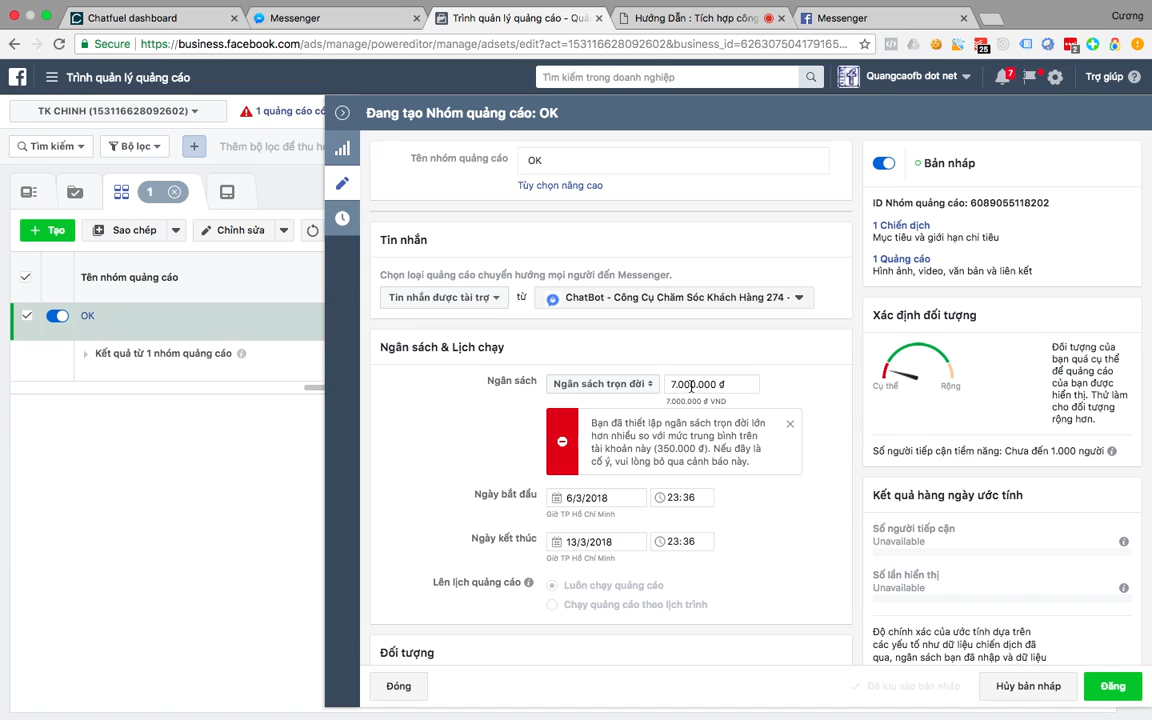 Chatfuel dashboard
Messenger
Trình quản lý quảng cáo - Quả
Hướng Dẫn : Tích hợp công
Messenger
Cương
Secure
https://business.facebook.com/ads/manage/powereditor/manage/adsets/edit?act=153116628092602&business_id=626307504179165...
25
2
Trình quản lý quảng cáo
Tìm kiếm trong doanh nghiệp
Quangcaofb dot net
7
Trợ giúp
TK CHINH (153116628092602)
1 quảng cáo có
Tìm kiếm
Bộ lọc
Thêm bộ lọc để thu hẹ
1
Tạo
Sao chép
Chỉnh sửa
Tên nhóm quảng cáo
OK
Kết quả từ 1 nhóm quảng cáo
Đang tạo Nhóm quảng cáo: OK
Tên nhóm quảng cáo
OK
Tùy chọn nâng cao
Tin nhắn
Chọn loại quảng cáo chuyển hướng mọi người đến Messenger.
Tin nhắn được tài trợ
từ
ChatBot - Công Cụ Chăm Sóc Khách Hàng 274 -
Ngân sách & Lịch chạy
Ngân sách
Ngân sách trọn đời
7.000.000 ₫
7.000.000 ₫ VND
Bạn đã thiết lập ngân sách trọn đời lớn
hơn nhiều so với mức trung bình trên
tài khoản này (350.000 ₫). Nếu đây là
cố ý, vui lòng bỏ qua cảnh báo này.
Ngày bắt đầu
6/3/2018
23:36
Giờ TP Hồ Chí Minh
Ngày kết thúc
13/3/2018
23:36
Giờ TP Hồ Chí Minh
Lên lịch quảng cáo
Luôn chạy quảng cáo
Chạy quảng cáo theo lịch trình
Đối tượng
Đóng
Đã lưu vào bản nháp
Hủy bản nháp
Đăng
Bản nháp
ID Nhóm quảng cáo: 6089055118202
1 Chiến dịch
Mục tiêu và giới hạn chi tiêu
1 Quảng cáo
Hình ảnh, video, văn bản và liên kết
Xác định đối tượng
Cụ thể
Rộng
Đối tượng của
bạn quá cụ thể
để quảng cáo
của bạn được
hiển thị. Thử làm
cho đối tượng
rộng hơn.
Số người tiếp cận tiềm năng: Chưa đến 1.000 người
Kết quả hàng ngày ước tính
Số người tiếp cận
Unavailable
Số lần hiển thị
Unavailable
Độ chính xác của ước tính dựa trên
các yếu tố như dữ liệu chiến dịch đã
qua, ngân sách bạn đã nhập và dữ liệu